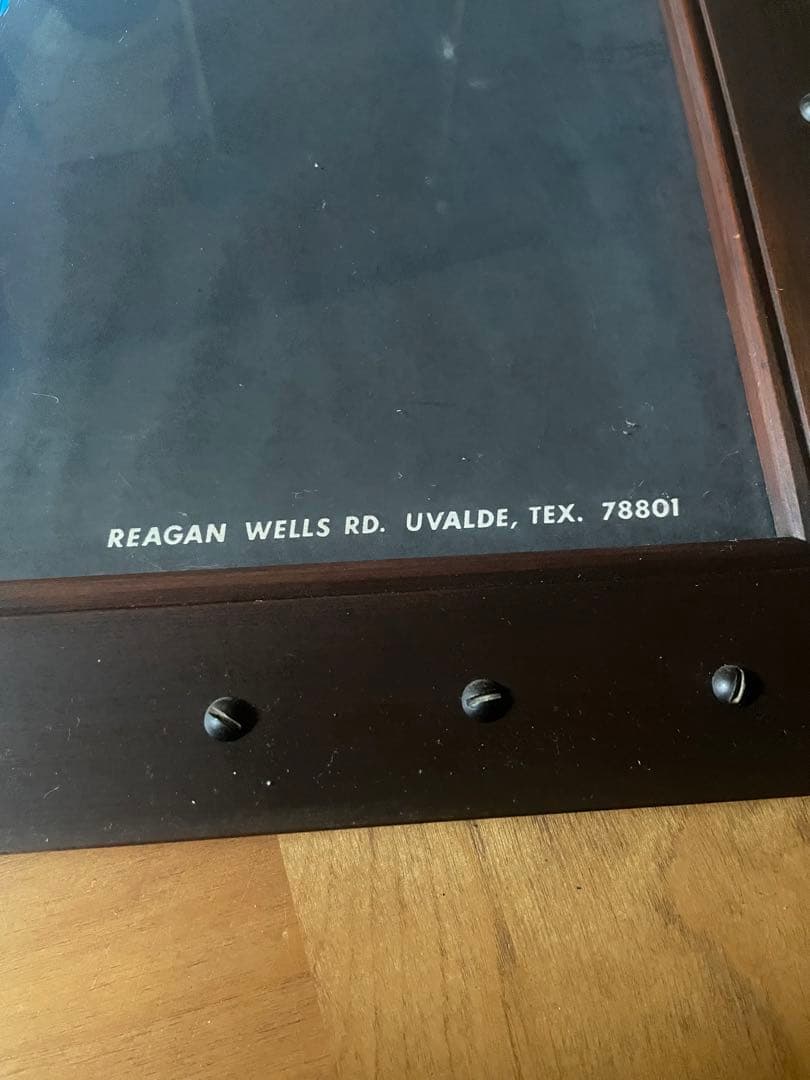 REAGAN WELLS RD. UVALDE, TEX. 78801